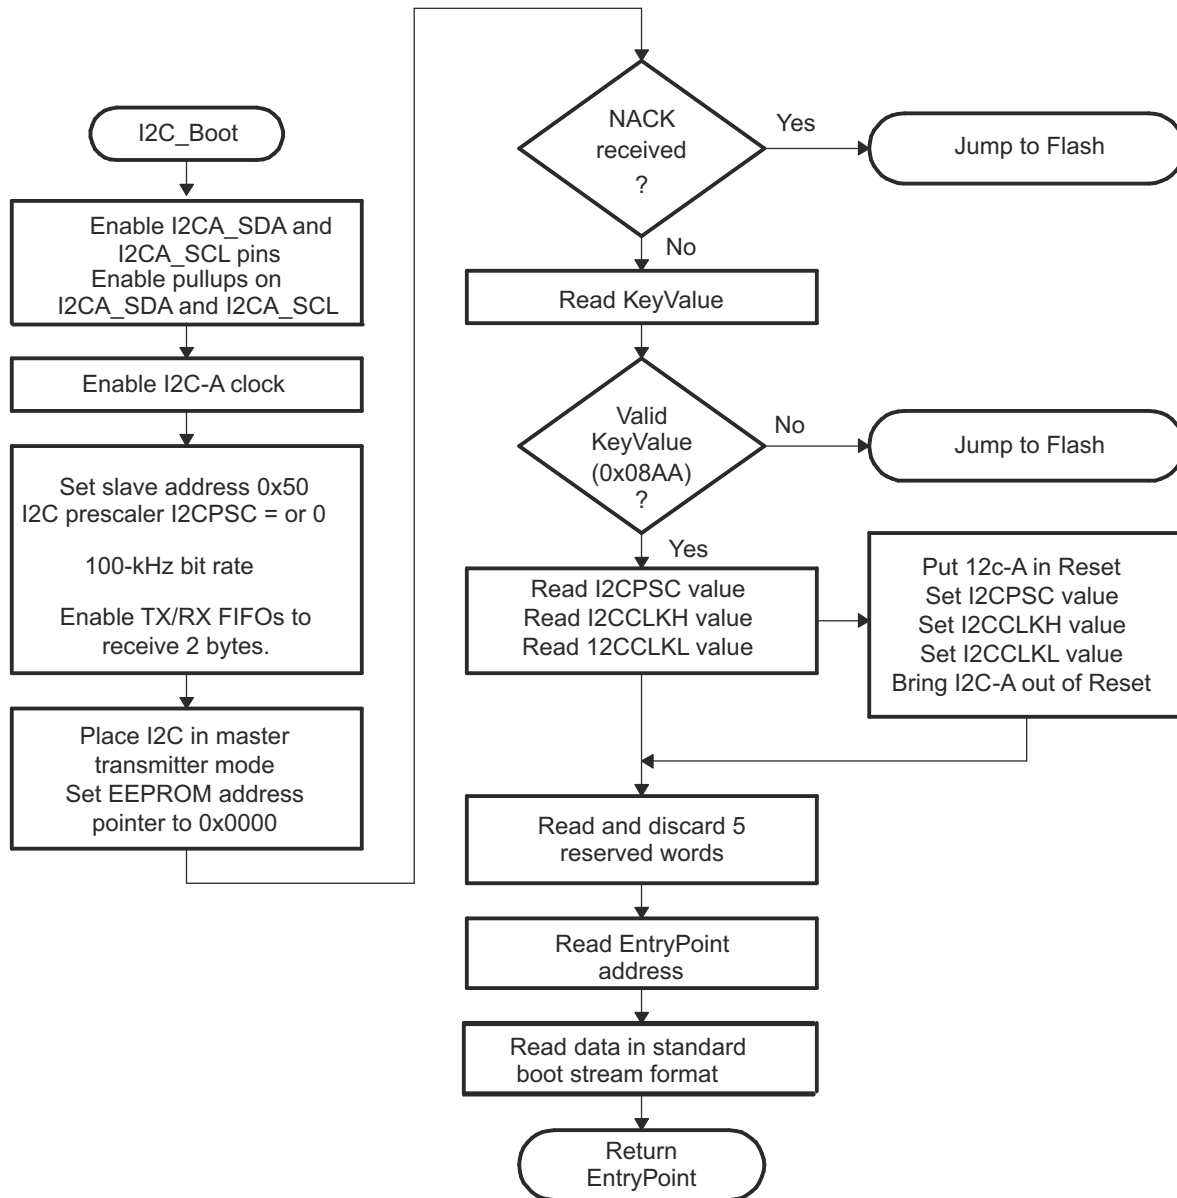 I2C_Boot
Enable I2CA_SDA and
I2CA_SCL pins
Enable pullups on
I2CA_SDA and I2CA_SCL
Enable I2C-A clock
Set slave address 0x50
I2C prescaler I2CPSC = or 0
100-kHz bit rate
Enable TX/RX FIFOs to
receive 2 bytes.
Place I2C in master
transmitter mode
Set EEPROM address
pointer to 0x0000
NACK
received
?
Yes
Jump to Flash
No
Read KeyValue
Valid
KeyValue
(0x08AA)
?
No
Jump to Flash
Yes
Read I2CPSC value
Read I2CCLKH value
Read 12CCLKL value
Put 12c-A in Reset
Set I2CPSC value
Set I2CCLKH value
Set I2CCLKL value
Bring I2C-A out of Reset
Read and discard 5
reserved words
Read EntryPoint
address
Read data in standard
boot stream format
Return
EntryPoint